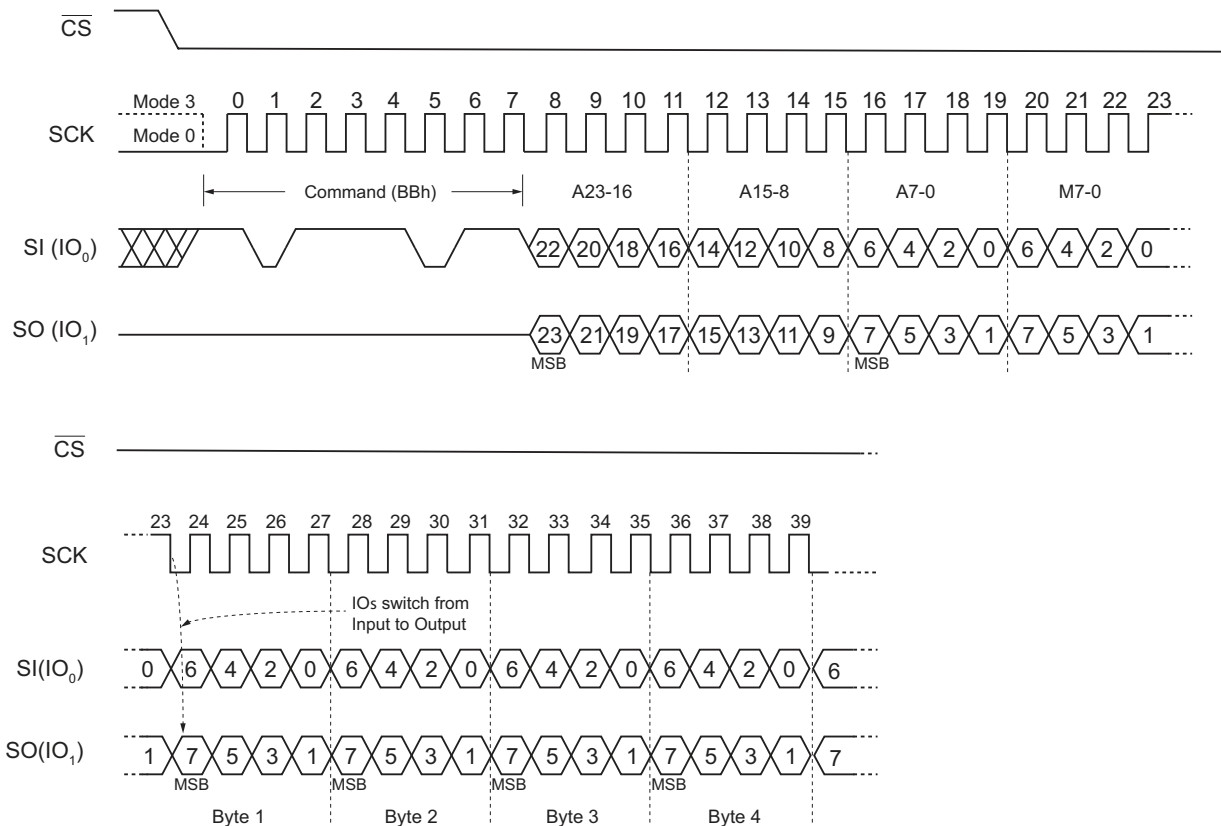 CS
Mode 3 0 1 2 3 4 5 6 7 8 9 10 11 12 13 14 15 16 17 18 19 20 21 22 23
SCK
Mode 0
Command (BBh) A23-16 A15-8 A7-0 M7-0
SI (IO0) 22 20 18 16 14 12 10 8 6 4 2 0 6 4 2 0
SO (IO1) 23 21 19 17 15 13 11 9 7 5 3 1 7 5 3 1
MSB MSB
CS
23 24 25 26 27 28 29 30 31 32 33 34 35 36 37 38 39
SCK
IOs switch from
Input to Output
SI(IO0) 0 6 4 2 0 6 4 2 0 6 4 2 0 6 4 2 0 6
SO(IO1) 1 7 5 3 1 7 5 3 1 7 5 3 1 7 5 3 1 7
MSB MSB MSB MSB
Byte 1 Byte 2 Byte 3 Byte 4